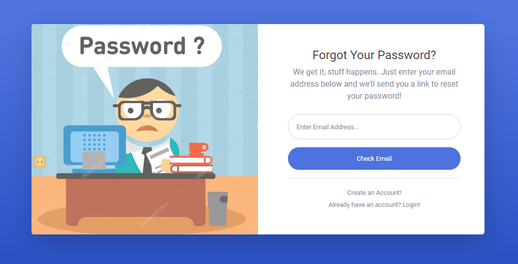 Password ?
Forgot Your Password?
We get it, stuff happens. Just enter your email
address below and we'll send you a link to reset
your password!
Enter Email Address...
Check Email
Create an Account!
Already have an account? Login!